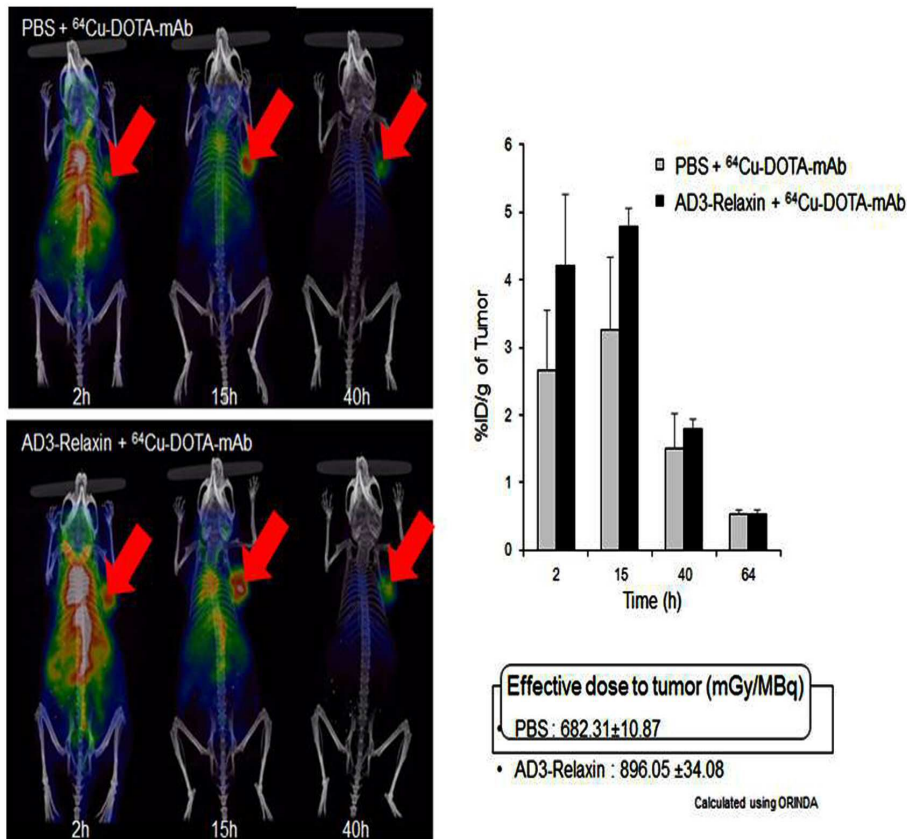 PBS + ⁶⁴Cu-DOTA-mAb
2h 15h 40h
AD3-Relaxin + ⁶⁴Cu-DOTA-mAb
2h 15h 40h
%ID/g of Tumor
6
5
4
3
2
1
0
PBS + ⁶⁴Cu-DOTA-mAb
AD3-Relaxin + ⁶⁴Cu-DOTA-mAb
2 15 40 64
Time (h)
Effective dose to tumor (mGy/MBq)
• PBS : 682.31±10.87
• AD3-Relaxin : 896.05 ±34.08
Calculated using ORINDA